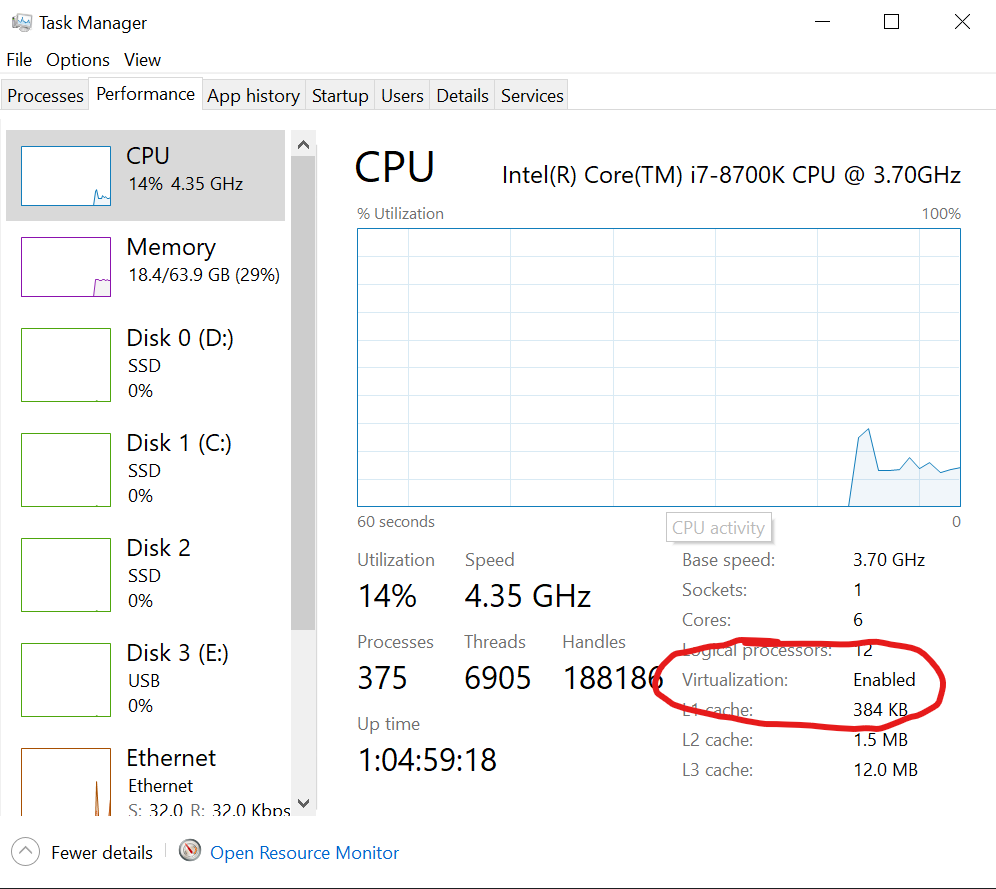 Task Manager
File Options View
Processes Performance App history Startup Users Details Services
CPU
14% 4.35 GHz
Memory
18.4/63.9 GB (29%)
Disk 0 (D:)
SSD
0%
Disk 1 (C:)
SSD
0%
Disk 2
SSD
0%
Disk 3 (E:)
USB
0%
Ethernet
Ethernet
S: 32.0 R: 32.0 Kbps
CPU Intel(R) Core(TM) i7-8700K CPU @ 3.70GHz
% Utilization 100%
60 seconds 0
CPU activity
Utilization Speed
14% 4.35 GHz
Processes Threads Handles
375 6905 188186
Up time
1:04:59:18
Base speed: 3.70 GHz
Sockets: 1
Cores: 6
Logical processors: 12
Virtualization: Enabled
L1 cache: 384 KB
L2 cache: 1.5 MB
L3 cache: 12.0 MB
Fewer details Open Resource Monitor